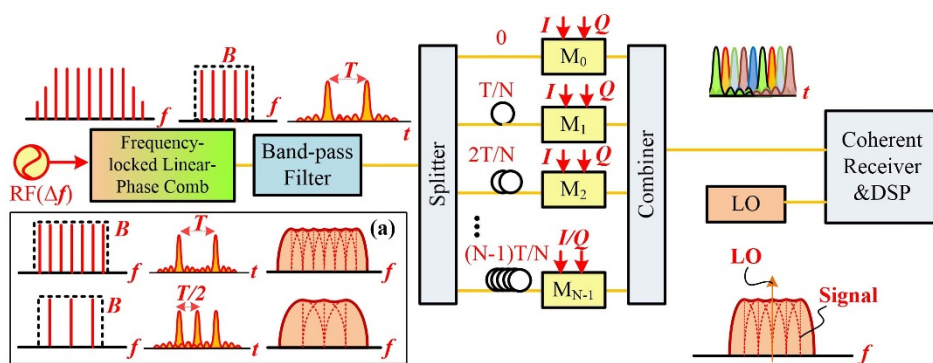 0
I Q
M0
B
T
f
f
t
T/N
I Q
M1
t
Frequency-
locked Linear-
Phase Comb
Band-pass
Filter
RF(Δf)
Splitter
2T/N
I Q
M2
Combiner
Coherent
Receiver
&DSP
LO
(a)
B
T
f
t
f
(N-1)T/N
I/Q
MN-1
B
T/2
f
t
f
LO
Signal
f